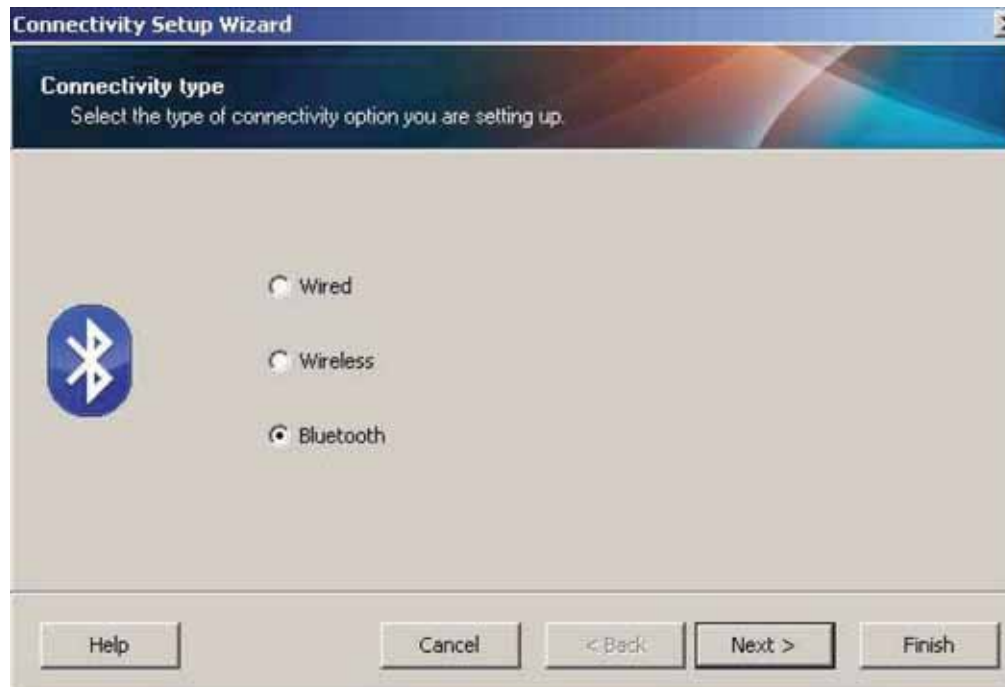 Connectivity Setup Wizard
Connectivity type
Select the type of connectivity option you are setting up.
Wired
Wireless
Bluetooth
Help Cancel < Back Next > Finish